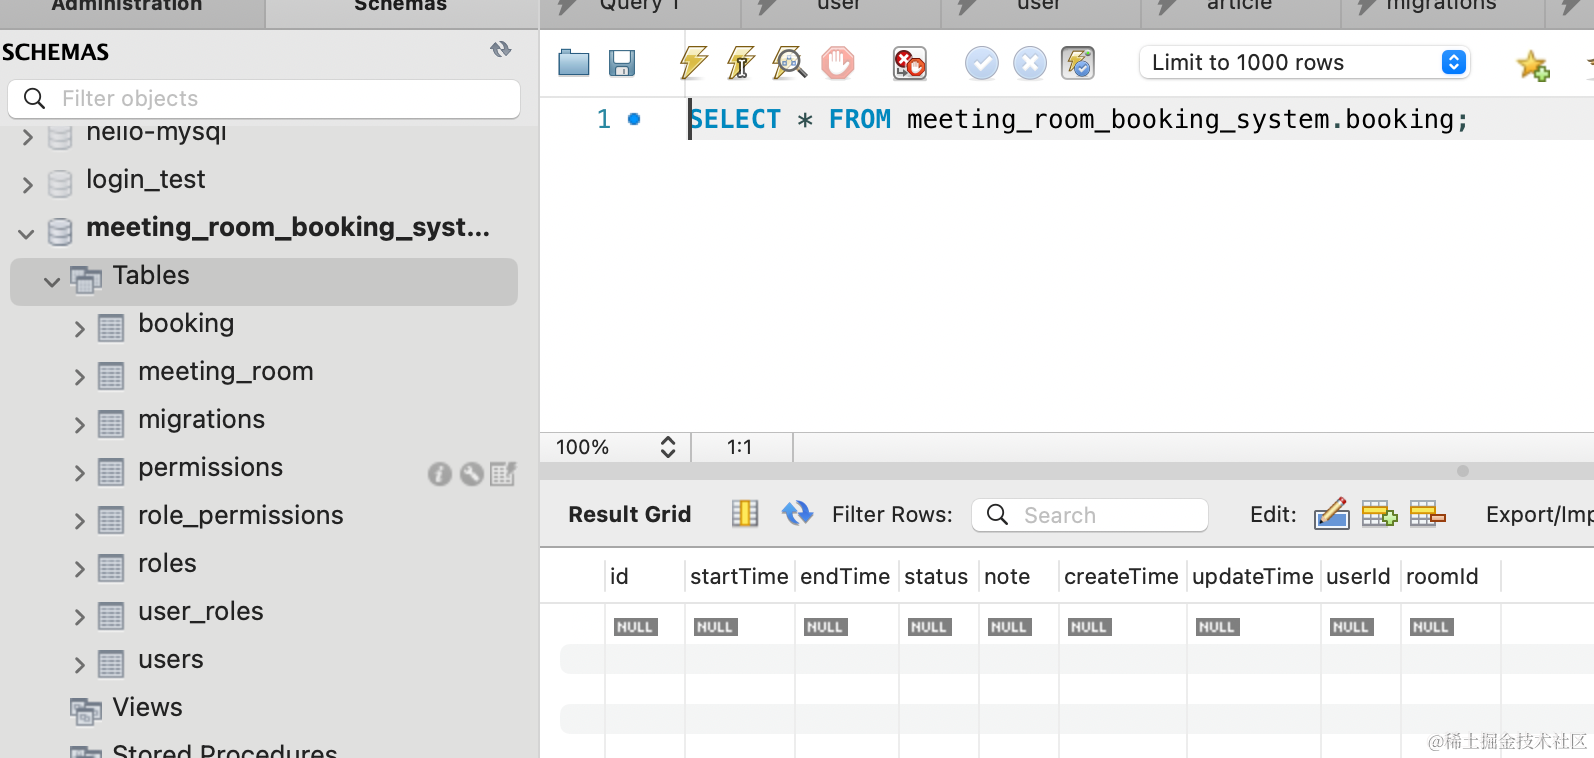 Administration
Schemas
Query 1
user
user
article
migrations
SCHEMAS
Filter objects
hello-mysql
login_test
meeting_room_booking_syst...
Tables
booking
meeting_room
migrations
permissions
role_permissions
roles
user_roles
users
Views
Stored Procedures
Limit to 1000 rows
1
SELECT * FROM meeting_room_booking_system.booking;
100%
1:1
Result Grid
Filter Rows:
Search
Edit:
Export/Imp
id startTime endTime status note createTime updateTime userId roomId
NULL NULL NULL NULL NULL NULL NULL NULL NULL
@稀土掘金技术社区